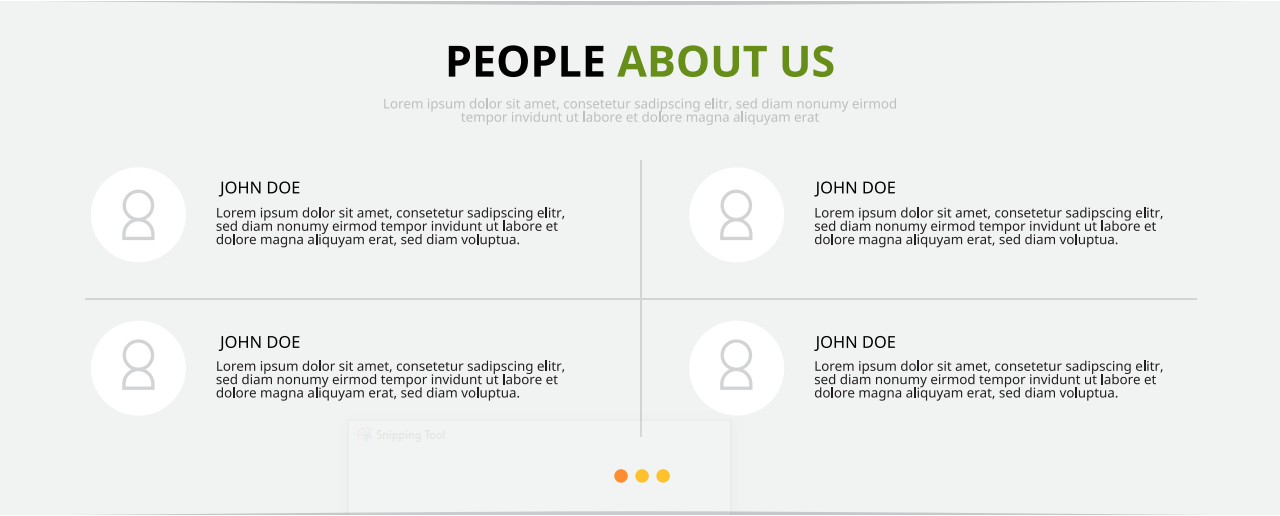 PEOPLE ABOUT US
Lorem ipsum dolor sit amet, consetetur sadipscing elitr, sed diam nonumy eirmod
tempor invidunt ut labore et dolore magna aliquyam erat
JOHN DOE
Lorem ipsum dolor sit amet, consetetur sadipscing elitr,
sed diam nonumy eirmod tempor invidunt ut labore et
dolore magna aliquyam erat, sed diam voluptua.
JOHN DOE
Lorem ipsum dolor sit amet, consetetur sadipscing elitr,
sed diam nonumy eirmod tempor invidunt ut labore et
dolore magna aliquyam erat, sed diam voluptua.
JOHN DOE
Lorem ipsum dolor sit amet, consetetur sadipscing elitr,
sed diam nonumy eirmod tempor invidunt ut labore et
dolore magna aliquyam erat, sed diam voluptua.
JOHN DOE
Lorem ipsum dolor sit amet, consetetur sadipscing elitr,
sed diam nonumy eirmod tempor invidunt ut labore et
dolore magna aliquyam erat, sed diam voluptua.
Snipping Tool